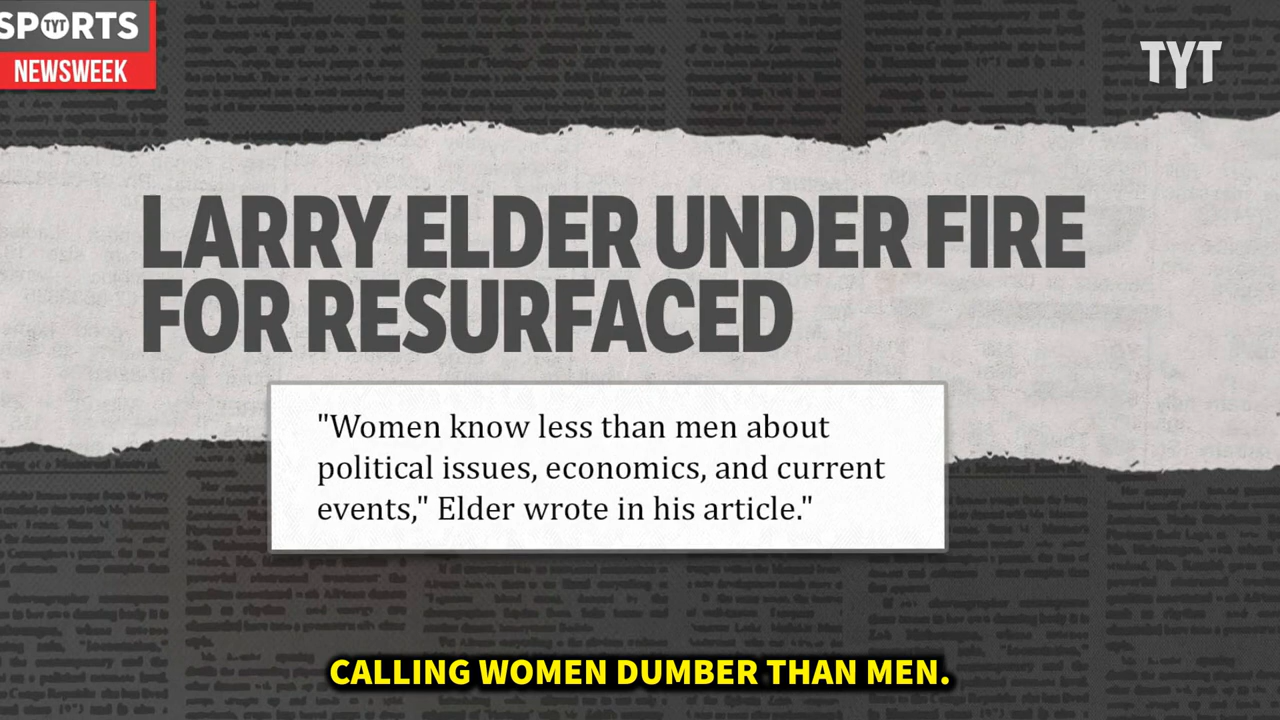 SPORTS
TYT
NEWSWEEK
TYT
LARRY ELDER UNDER FIRE
FOR RESURFACED
"Women know less than men about
political issues, economics, and current
events," Elder wrote in his article."
CALLING WOMEN DUMBER THAN MEN.